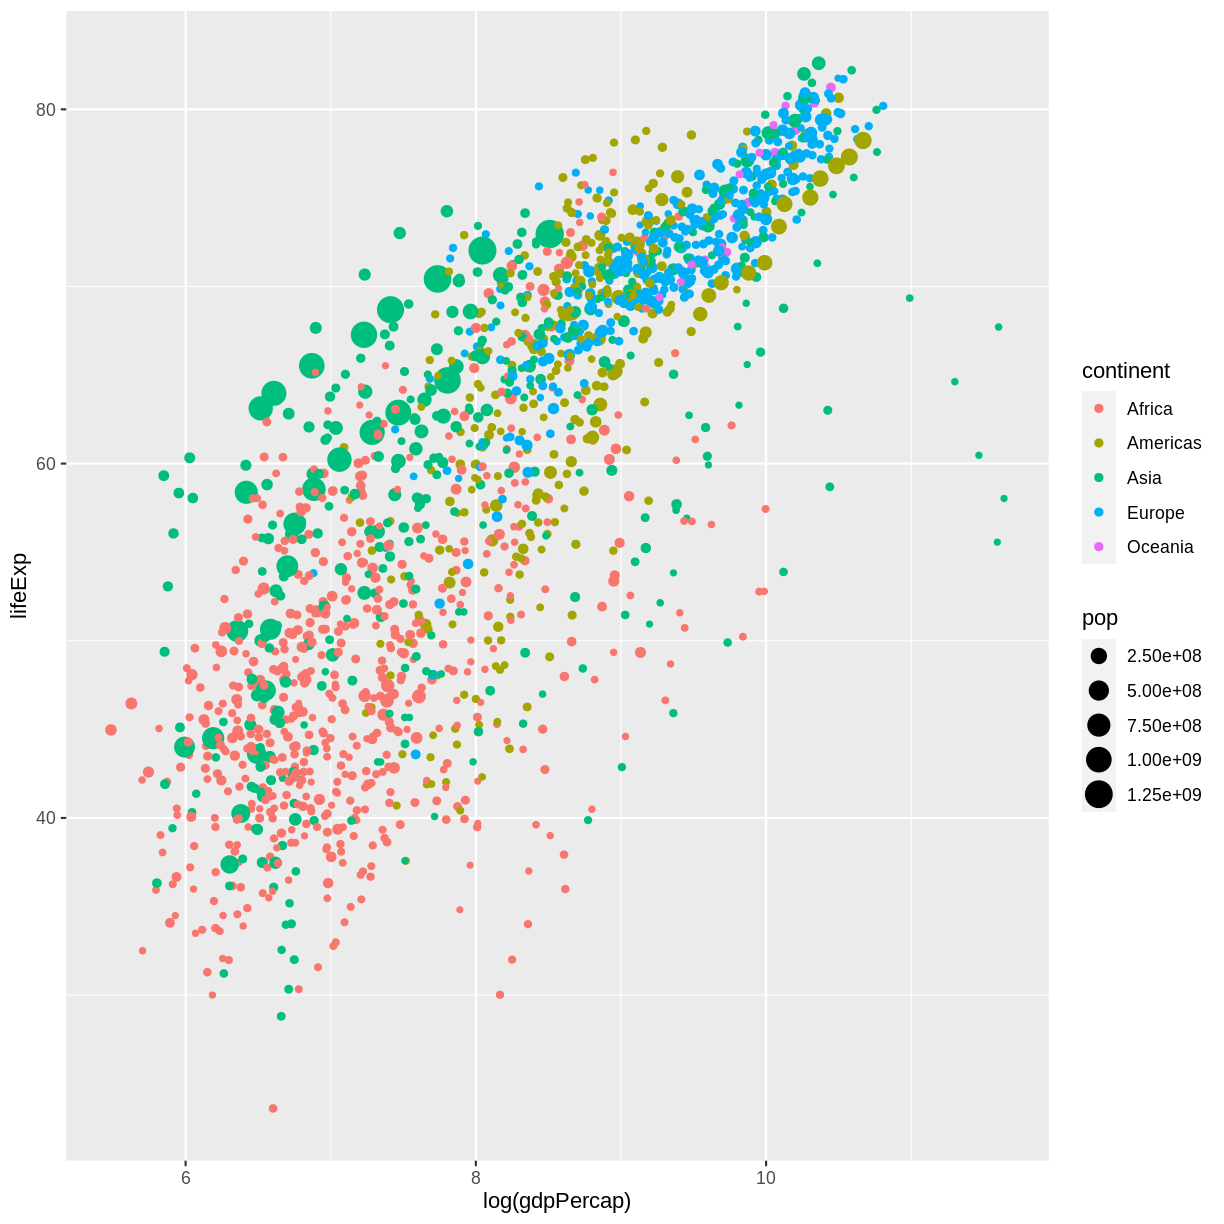 80
60
40
lifeExp
6
8
10
log(gdpPercap)
continent
Africa
Americas
Asia
Europe
Oceania
pop
2.50e+08
5.00e+08
7.50e+08
1.00e+09
1.25e+09